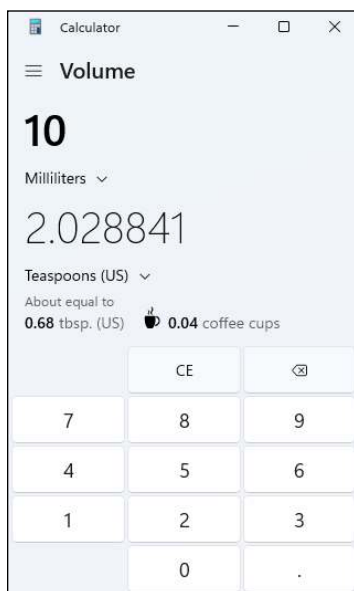 Calculator
Volume
10
Milliliters
2.028841
Teaspoons (US)
About equal to
0.68 tbsp. (US) 0.04 coffee cups
CE
7 8 9
4 5 6
1 2 3
0 .